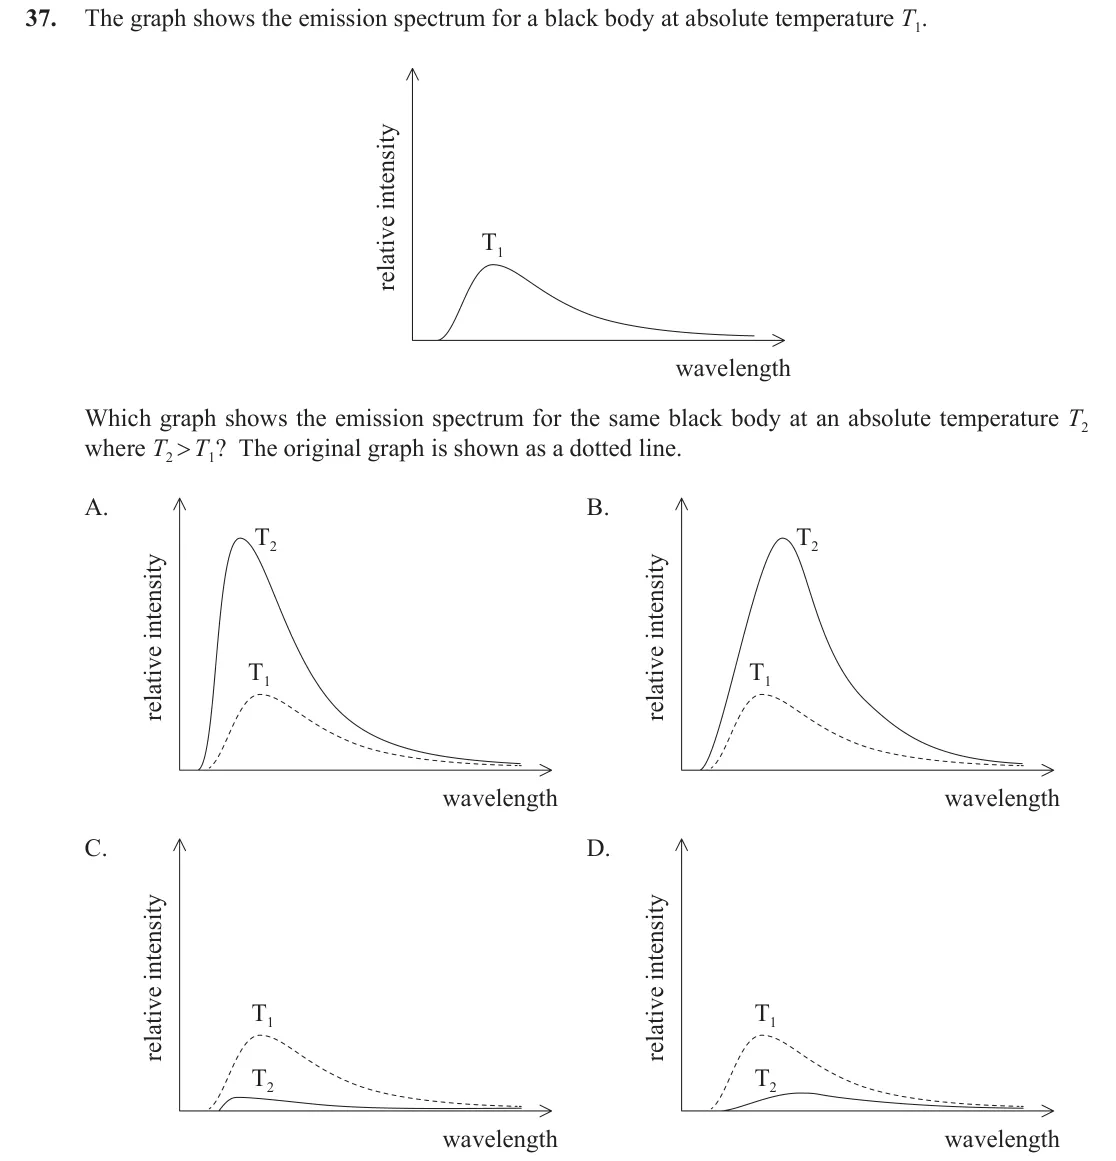 37. The graph shows the emission spectrum for a black body at absolute temperature T₁.
relative intensity
T₁
wavelength
Which graph shows the emission spectrum for the same black body at an absolute temperature T₂
where T₂ > T₁? The original graph is shown as a dotted line.
A.
relative intensity
T₂
T₁
wavelength
B.
relative intensity
T₂
T₁
wavelength
C.
relative intensity
T₁
T₂
wavelength
D.
relative intensity
T₁
T₂
wavelength